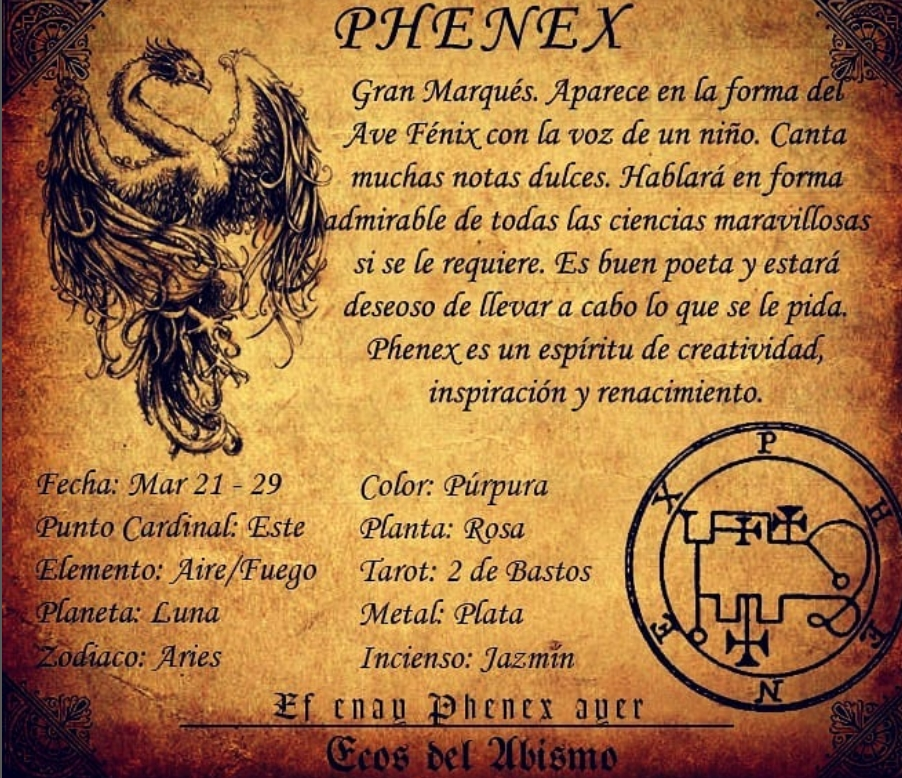 PHENEX
Gran Marqués. Aparece en la forma del
Ave Fénix con la voz de un niño. Canta
muchas notas dulces. Hablará en forma
admirable de todas las ciencias maravillosas
si se le requiere. Es buen poeta y estará
deseoso de llevar a cabo lo que se le pida.
Phenex es un espíritu de creatividad,
inspiración y renacimiento.
Fecha: Mar 21 - 29
Punto Cardinal: Este
Elemento: Aire/Fuego
Planeta: Luna
Zodiaco: Aries
Color: Púrpura
Planta: Rosa
Tarot: 2 de Bastos
Metal: Plata
Incienso: Jazmín
P H E N E X
Ef enay Phenex ayer
Ecos del Abismo